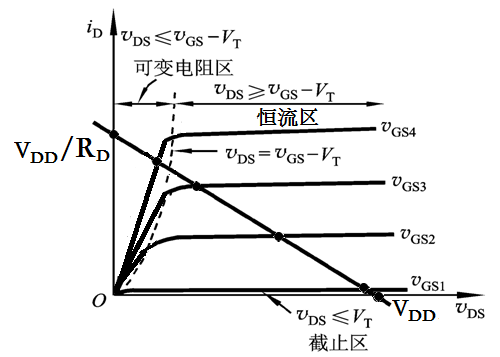 iD
vDS≤vGS−VT
可变电阻区
vDS≥vGS−VT
恒流区
vGS4
VDD/RD
vDS=vGS−VT
vGS3
vGS2
vGS1
O
vDS≤VT
VDD
vDS
截止区